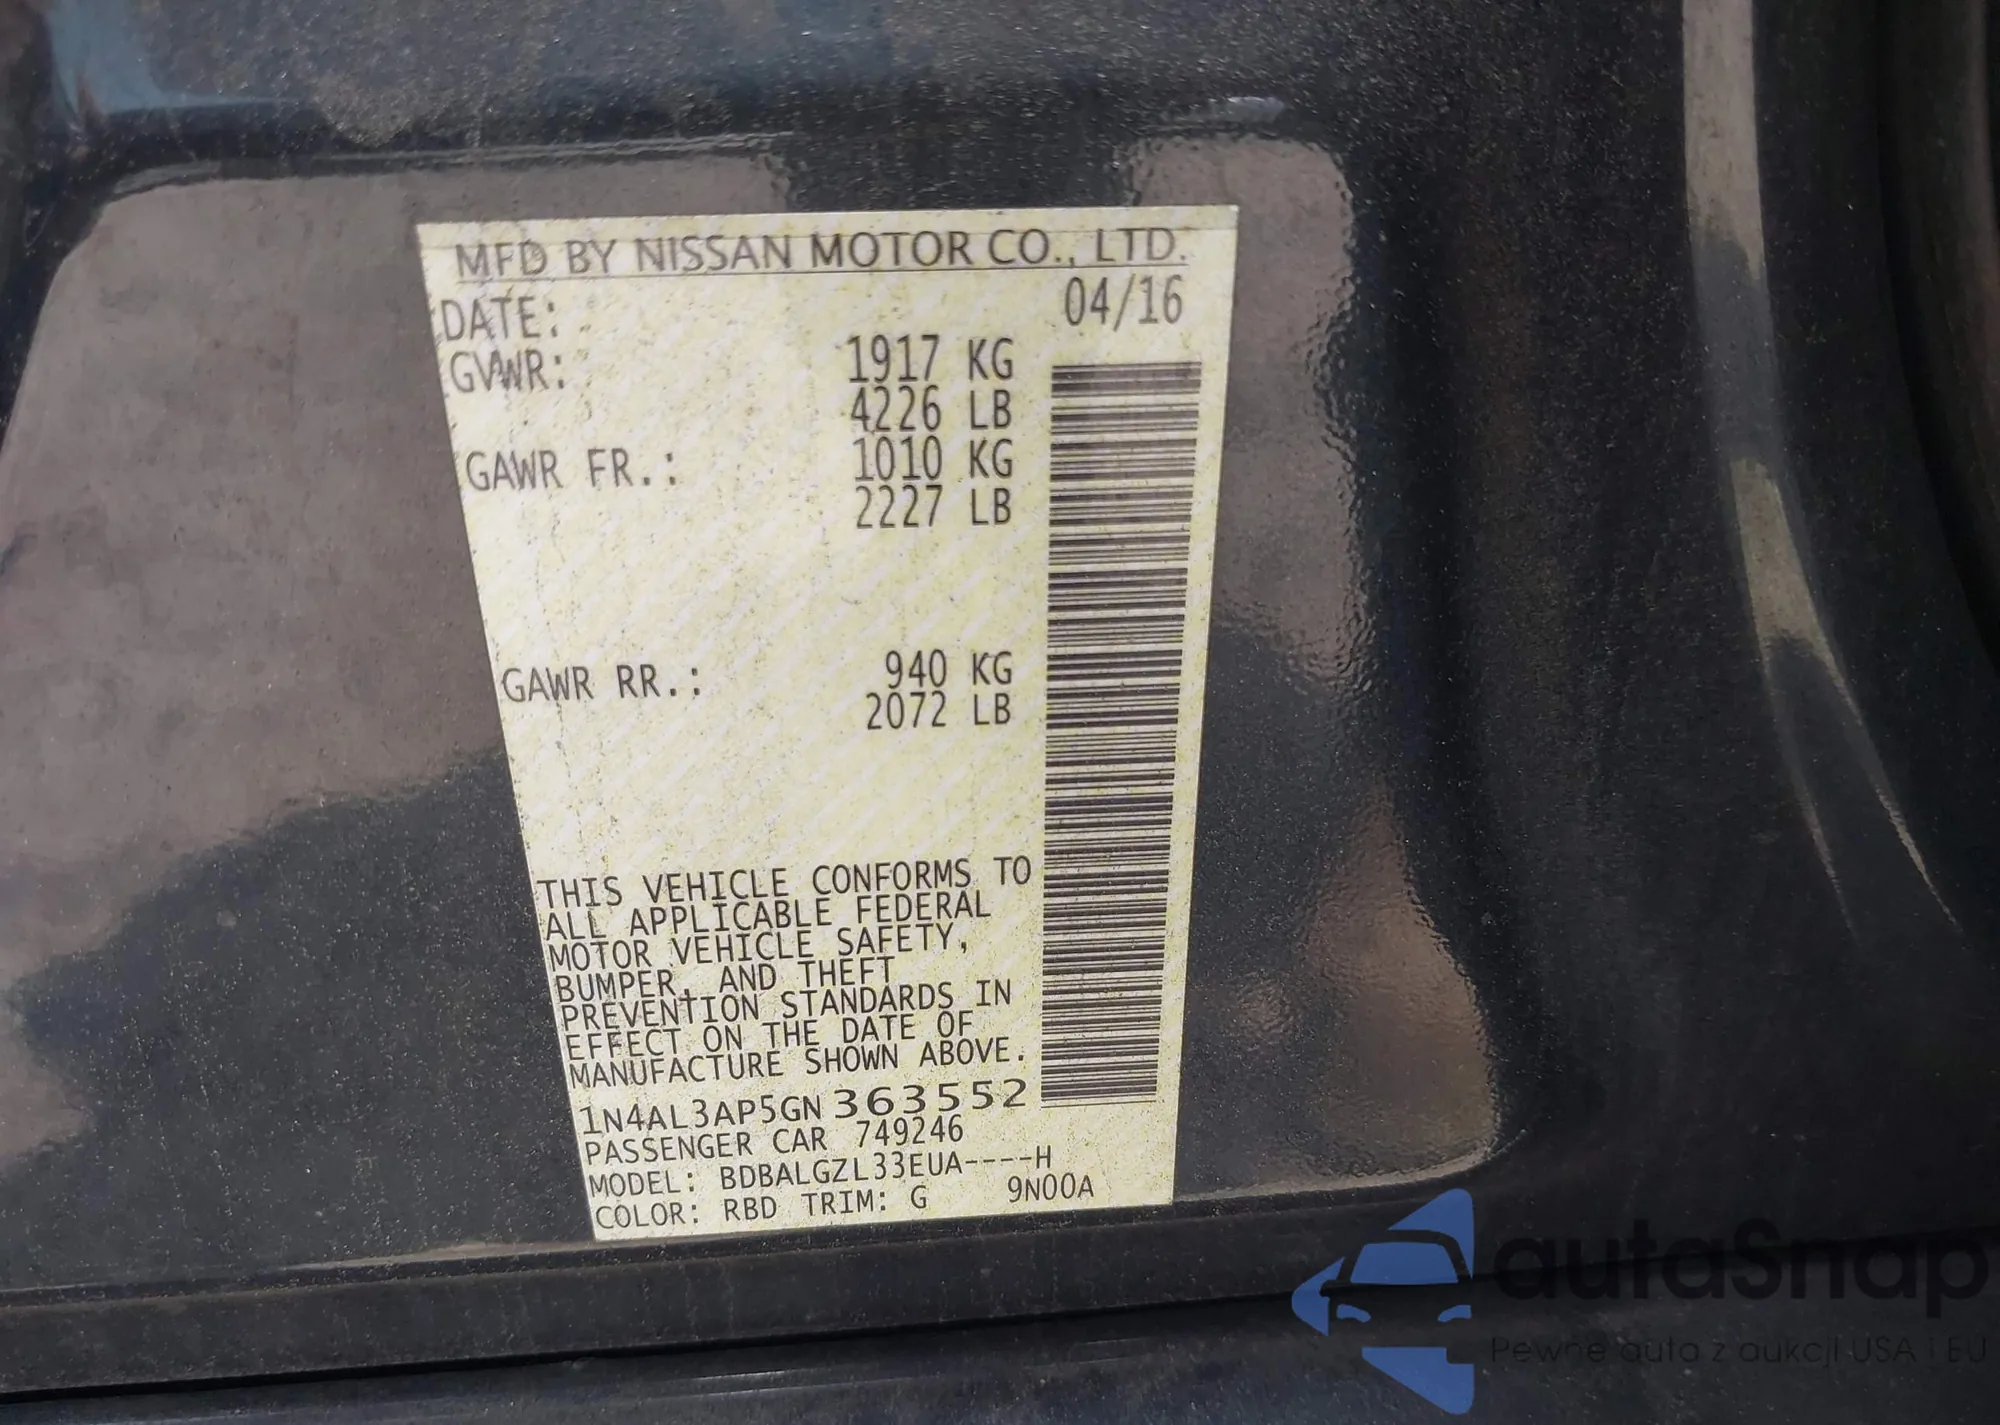 MFD BY NISSAN MOTOR CO., LTD.
DATE: 04/16
GVWR: 1917 KG
4226 LB
GAWR FR.: 1010 KG
2227 LB
GAWR RR.: 940 KG
2072 LB
THIS VEHICLE CONFORMS TO
ALL APPLICABLE FEDERAL
MOTOR VEHICLE SAFETY,
BUMPER, AND THEFT
PREVENTION STANDARDS IN
EFFECT ON THE DATE OF
MANUFACTURE SHOWN ABOVE.
1N4AL3AP5GN363552
PASSENGER CAR 749246
MODEL: BDBALGZL33EUA----H
COLOR: RBD TRIM: G 9N00A
autaSnap
Pewne auta z aukcji USA i EU